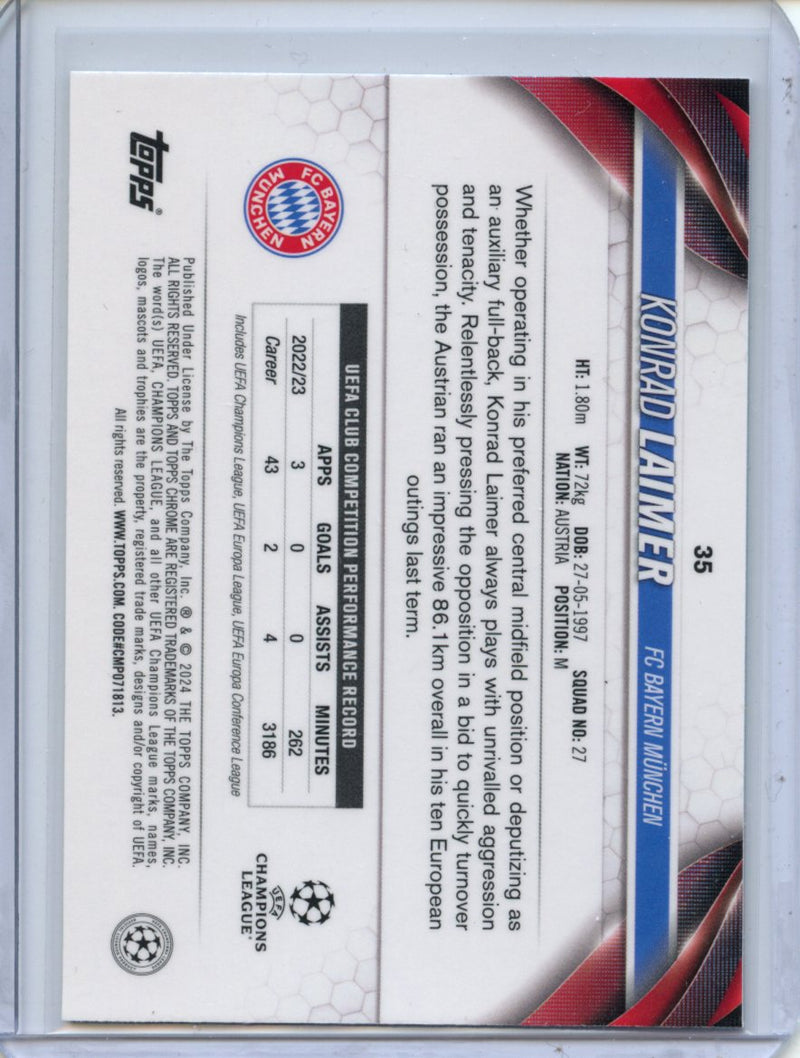 35
KONRAD LAIMER FC BAYERN MÜNCHEN
HT: 1.80m WT: 72kg DOB: 27-05-1997 SQUAD NO: 27
NATION: AUSTRIA POSITION: M
Whether operating in his preferred central midfield position or deputizing as
an auxiliary full-back, Konrad Laimer always plays with unrivalled aggression
and tenacity. Relentlessly pressing the opposition in a bid to quickly turnover
possession, the Austrian ran an impressive 86.1km overall in his ten European
outings last term.
UEFA CLUB COMPETITION PERFORMANCE RECORD
APPS GOALS ASSISTS MINUTES
2022/23 3 0 0 262
Career 43 2 4 3186
Includes UEFA Champions League, UEFA Europa League, UEFA Europa Conference League
FC BAYERN
MÜNCHEN
UEFA
CHAMPIONS
LEAGUE®
topps®
Published Under License by The Topps Company, Inc. ® & © 2024 THE TOPPS COMPANY, INC.
ALL RIGHTS RESERVED. TOPPS AND TOPPS CHROME ARE REGISTERED TRADEMARKS OF THE TOPPS COMPANY, INC.
The word(s) UEFA, CHAMPIONS LEAGUE, and all other UEFA Champions League marks, names,
logos, mascots and trophies are the property, registered trade marks, designs and/or copyright of UEFA.
All rights reserved. WWW.TOPPS.COM. CODE#CMP071813.